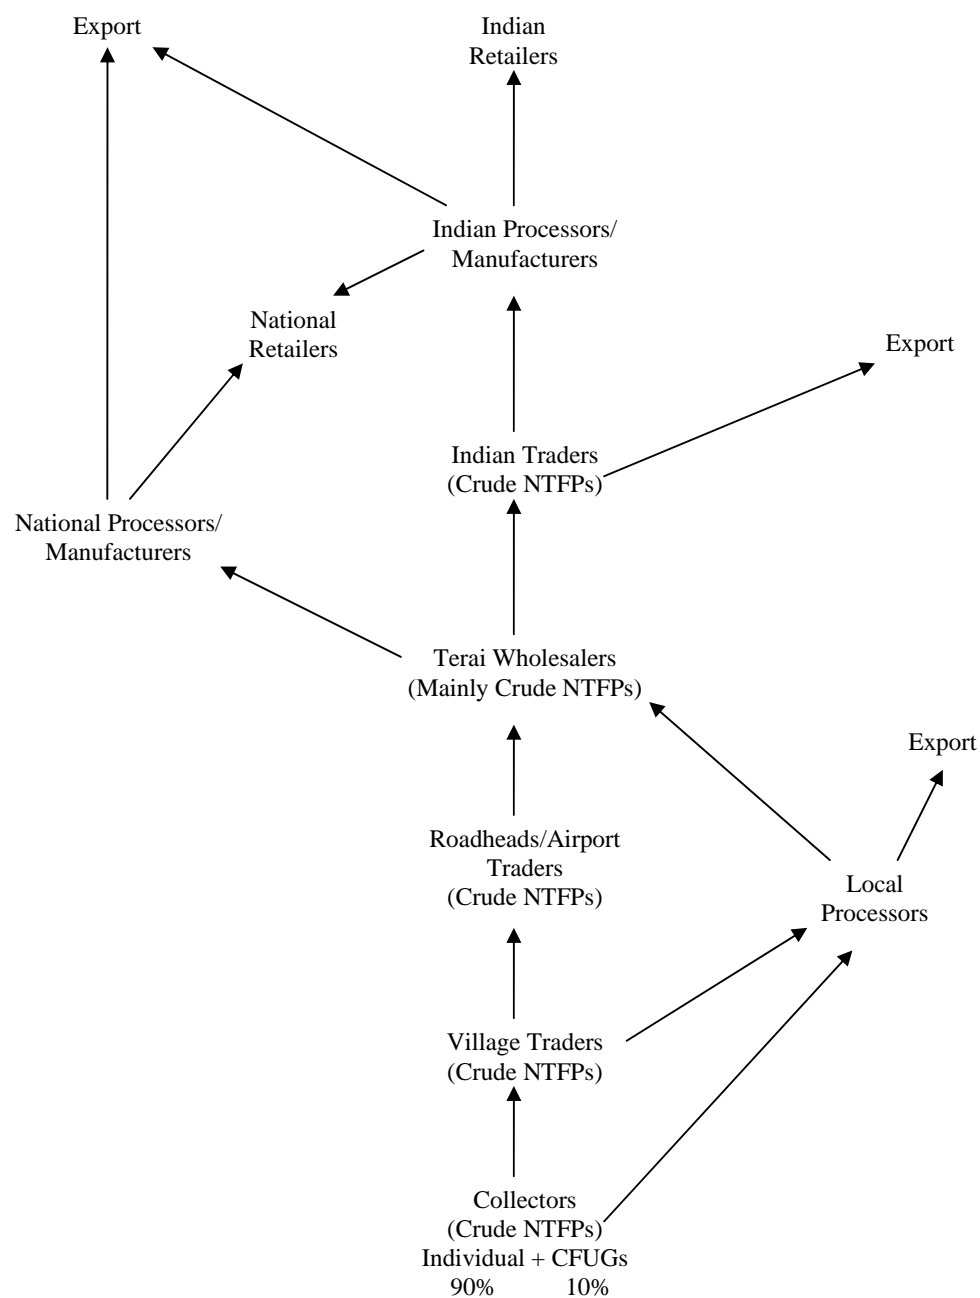 Export
Indian
Retailers
Indian Processors/
Manufacturers
National
Retailers
Export
Indian Traders
(Crude NTFPs)
National Processors/
Manufacturers
Terai Wholesalers
(Mainly Crude NTFPs)
Export
Roadheads/Airport
Traders
(Crude NTFPs)
Local
Processors
Village Traders
(Crude NTFPs)
Collectors
(Crude NTFPs)
Individual + CFUGs
90% 10%